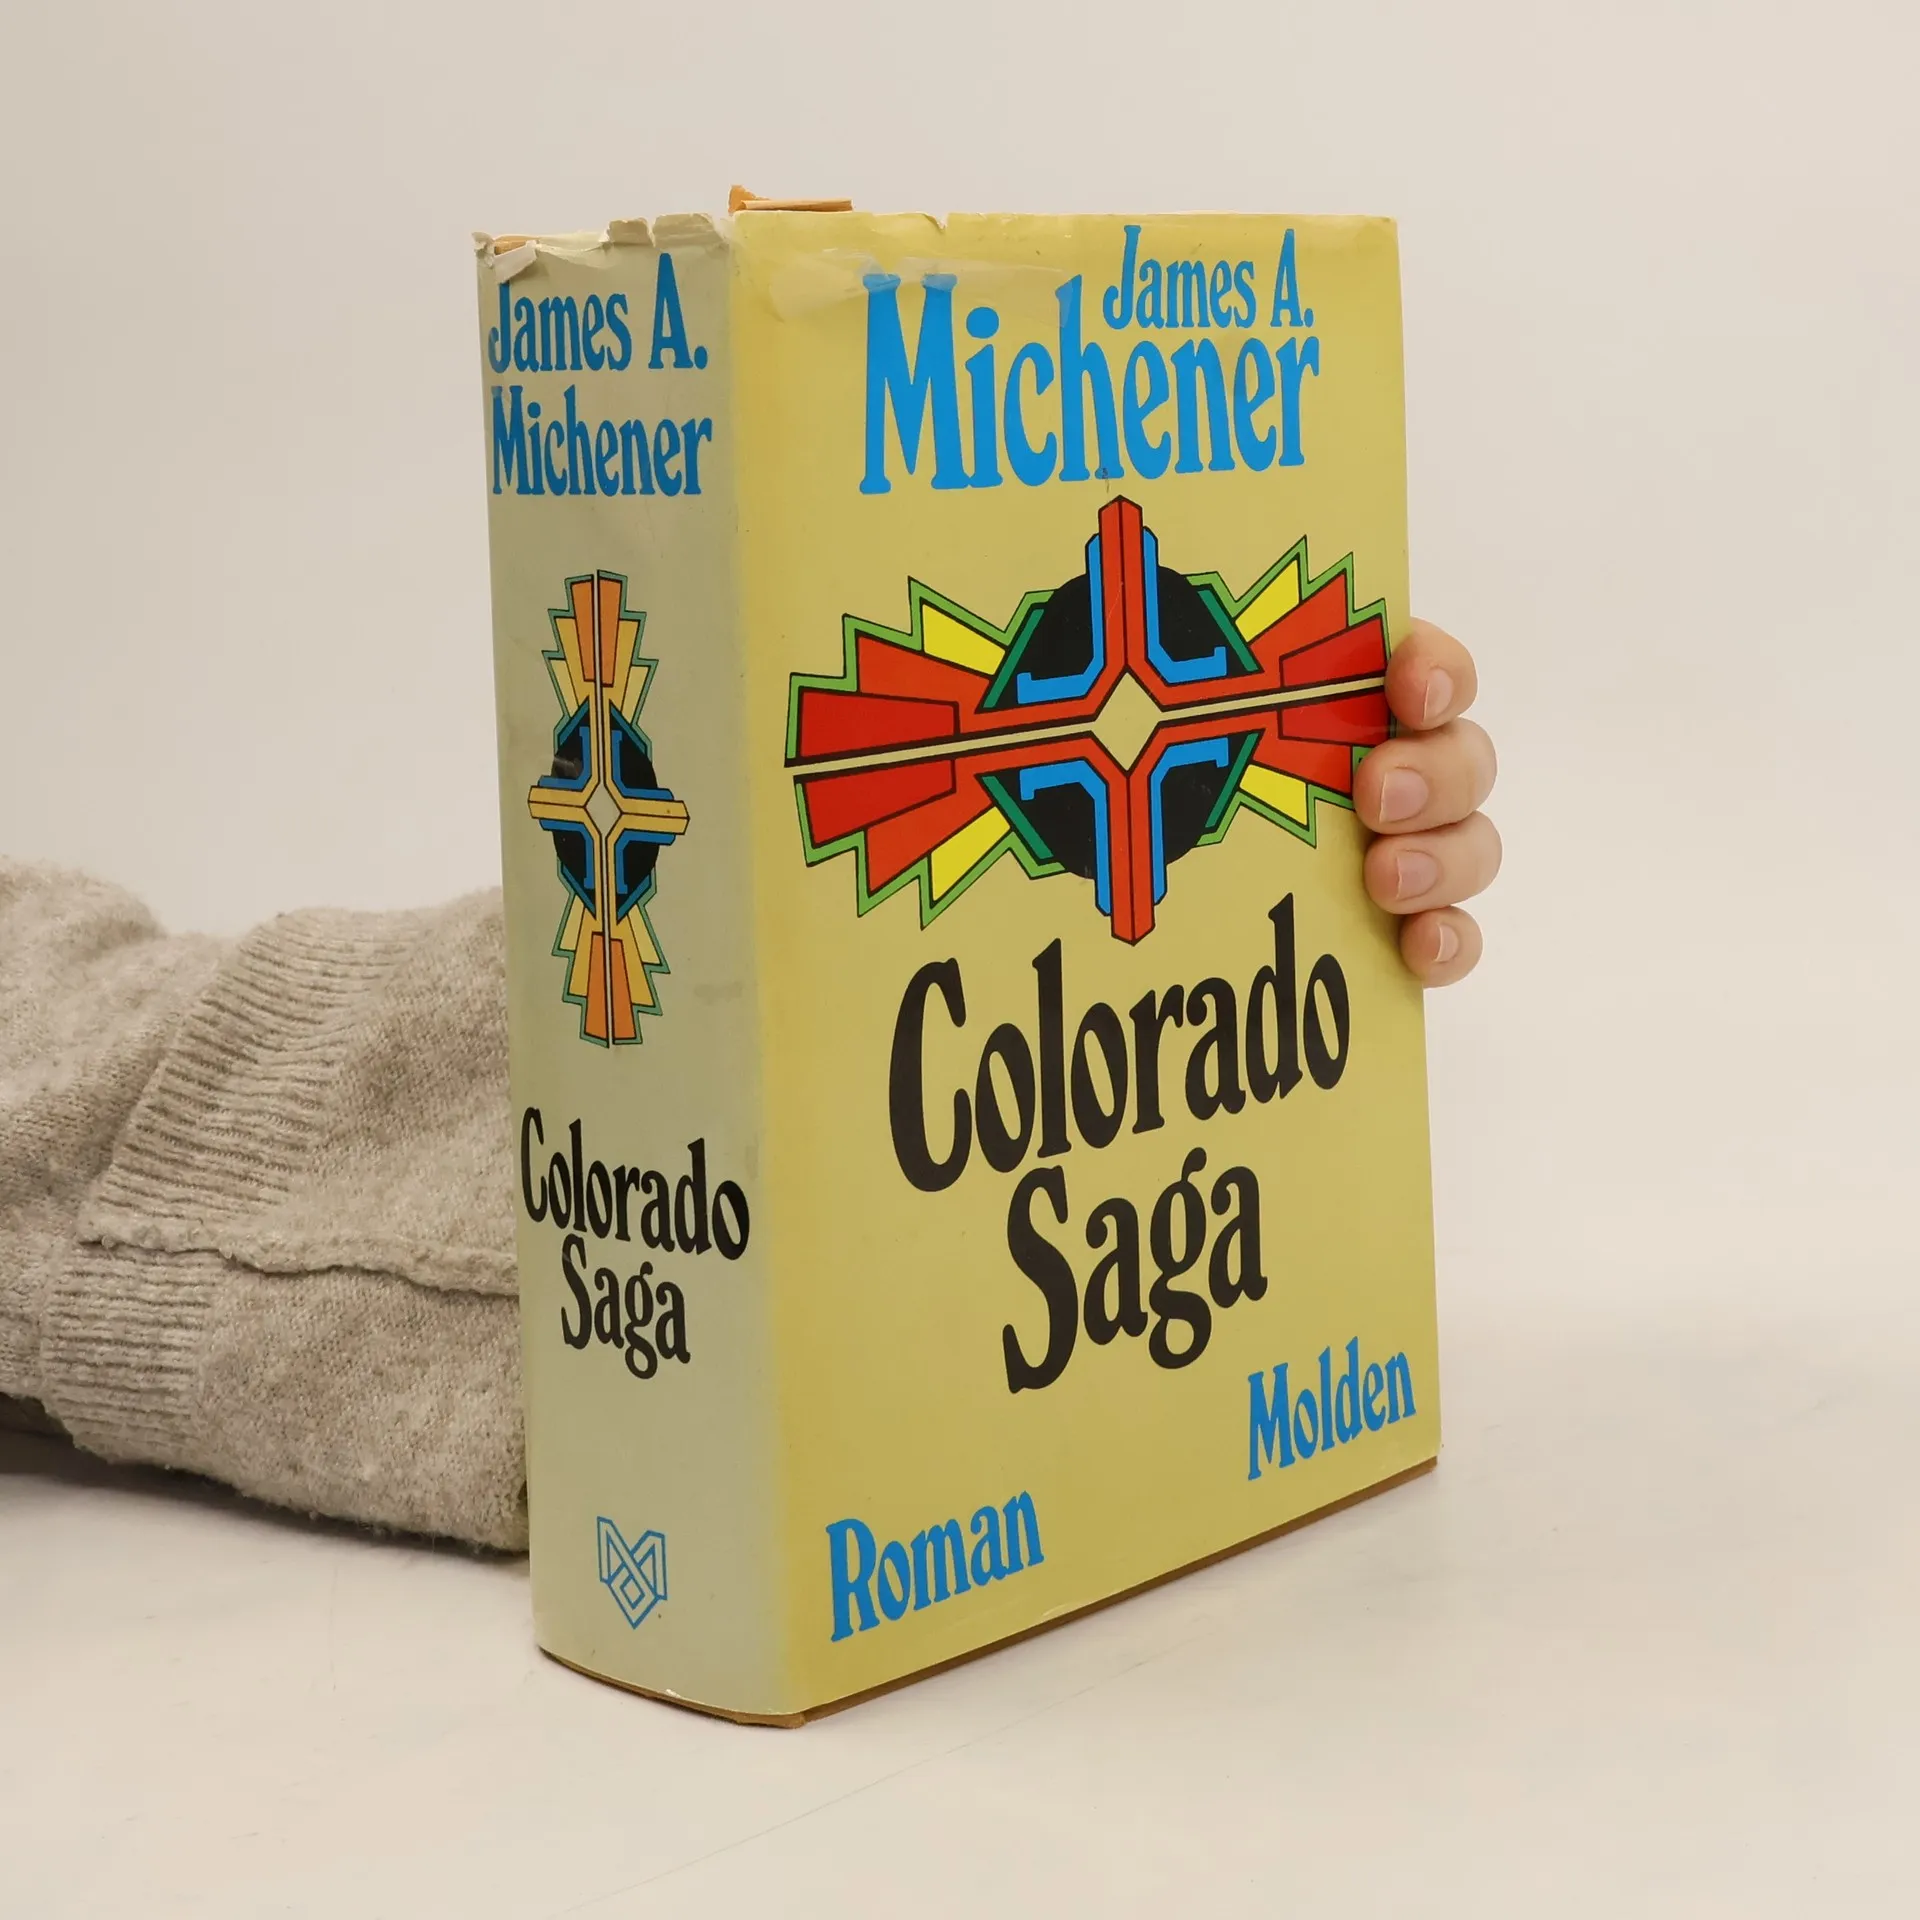 James A.
Michener
Colorado
Saga
James A.
Michener
Colorado
Saga
Molden
Roman